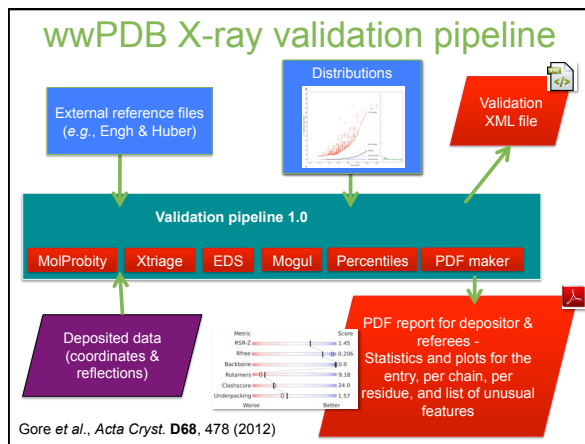 wwPDB X-ray validation pipeline
External reference files
(e.g., Engh & Huber)
Distributions
Validation
XML file
Validation pipeline 1.0
MolProbity
Xtriage
EDS
Mogul
Percentiles
PDF maker
Deposited data
(coordinates &
reflections)
Metric Score
RSR-Z 1.45
Rfree 0.206
Backbone 0.0
Rotamers 9.18
Clashscore 24.0
Underpacking 1.57
Worse Better
PDF report for depositor &
referees -
Statistics and plots for the
entry, per chain, per
residue, and list of unusual
features
Gore et al., Acta Cryst. D68, 478 (2012)